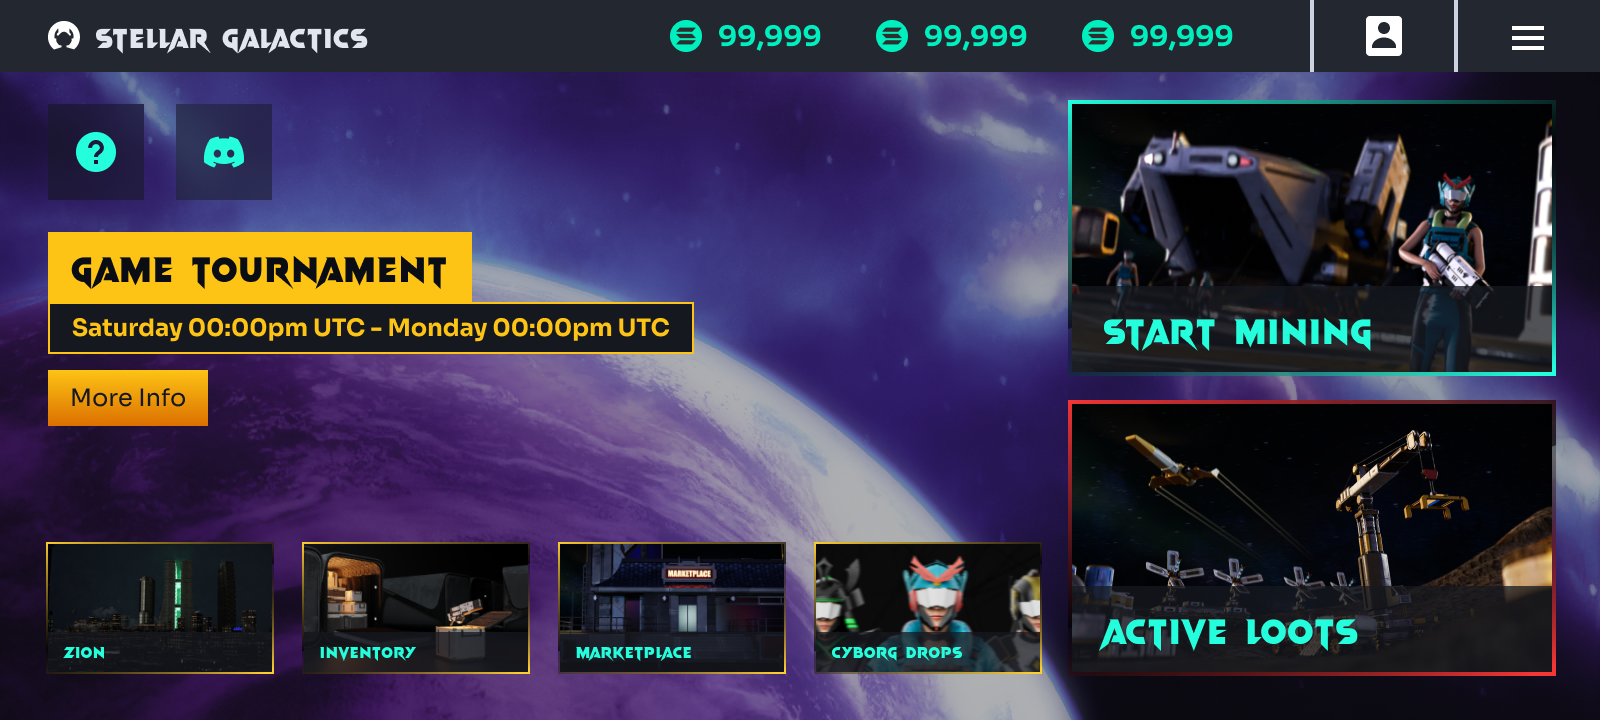 STELLAR GALACTICS
99,999
99,999
99,999
GAME TOURNAMENT
Saturday 00:00pm UTC - Monday 00:00pm UTC
More Info
START MINING
ACTIVE LOOTS
MARKETPLACE
ZION
INVENTORY
MARKETPLACE
CYBORG DROPS